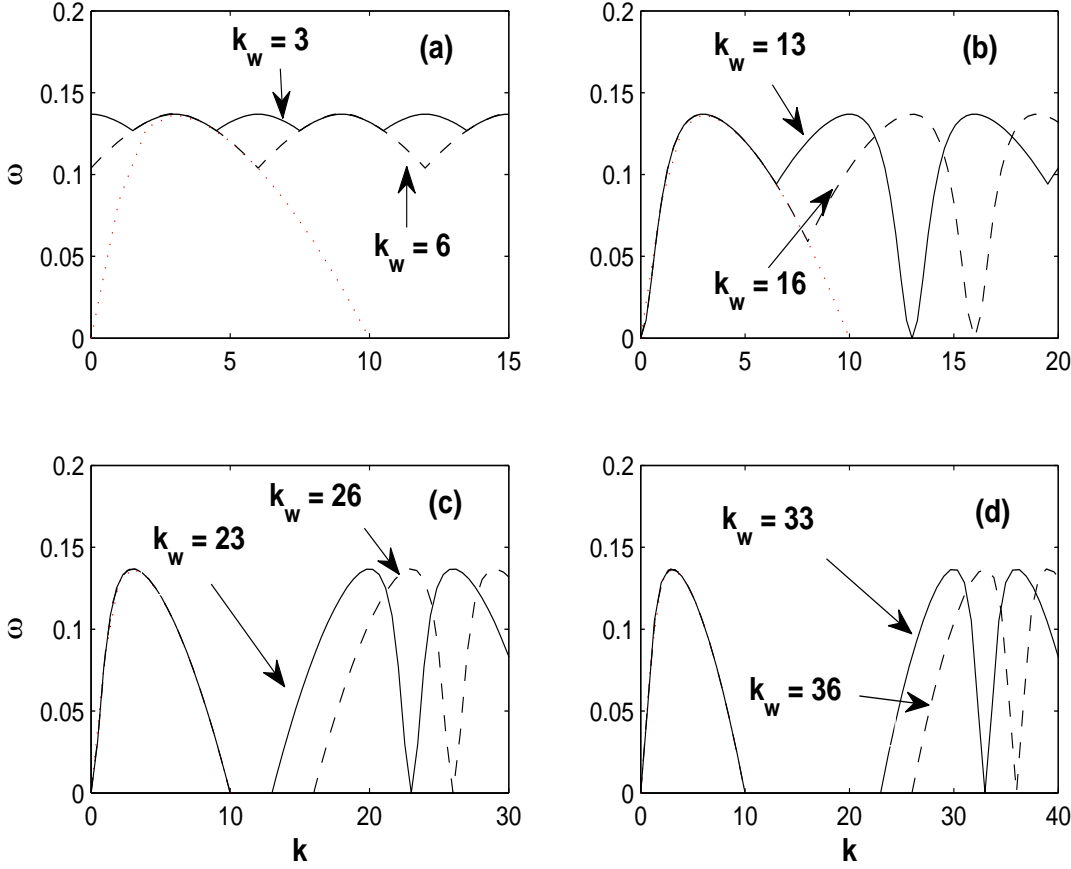 0.2
0.15
0.1
0.05
0
ω
0 5 10 15
k_w = 3
(a)
k_w = 6
0.2
0.15
0.1
0.05
0
0 5 10 15 20
k_w = 13
(b)
k_w = 16
0.2
0.15
0.1
0.05
0
ω
0 10 20 30
k
k_w = 26
(c)
k_w = 23
0.2
0.15
0.1
0.05
0
0 10 20 30 40
k
k_w = 33
(d)
k_w = 36